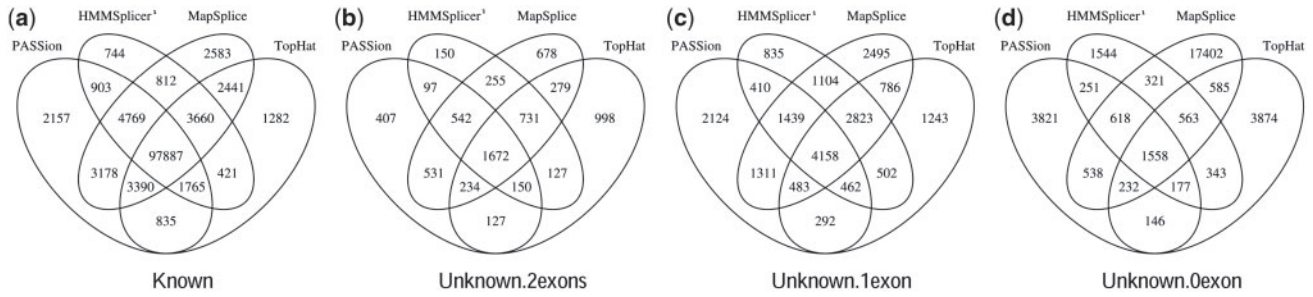 (a) HMMSplicer¹ MapSplice
PASSion TopHat
744 2583
903 812 2441
2157 4769 3660 1282
97887
3178 421
3390 1765
835
Known
(b) HMMSplicer¹ MapSplice
PASSion TopHat
150 678
97 255 279
407 542 731 998
1672
531 127
234 150
127
Unknown.2exons
(c) HMMSplicer¹ MapSplice
PASSion TopHat
835 2495
410 1104 786
2124 1439 2823 1243
4158
1311 502
483 462
292
Unknown.1exon
(d) HMMSplicer¹ MapSplice
PASSion TopHat
1544 17402
251 321 585
3821 618 563 3874
1558
538 343
232 177
146
Unknown.0exon